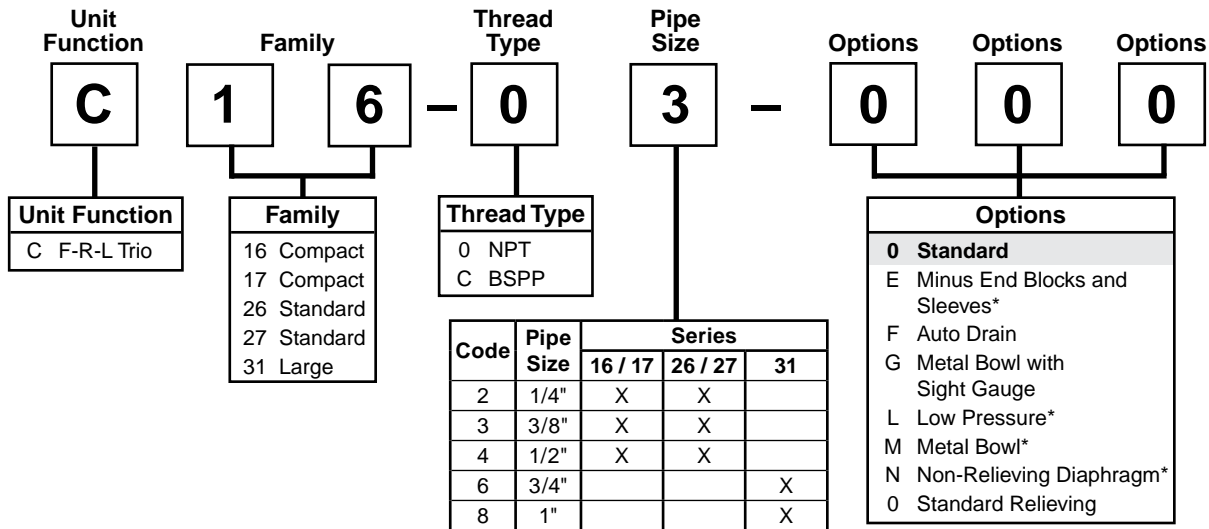 Unit Function
Family
Thread Type
Pipe Size
Options
Options
Options
C 1 6 – 0 3 – 0 0 0
Unit Function
C F-R-L Trio
Family
16 Compact
17 Compact
26 Standard
27 Standard
31 Large
Thread Type
0 NPT
C BSPP
Code Pipe Size Series
16 / 17 26 / 27 31
2 1/4" X X
3 3/8" X X
4 1/2" X X
6 3/4" X
8 1" X
Options
0 Standard
E Minus End Blocks and
Sleeves*
F Auto Drain
G Metal Bowl with
Sight Gauge
L Low Pressure*
M Metal Bowl*
N Non-Relieving Diaphragm*
0 Standard Relieving